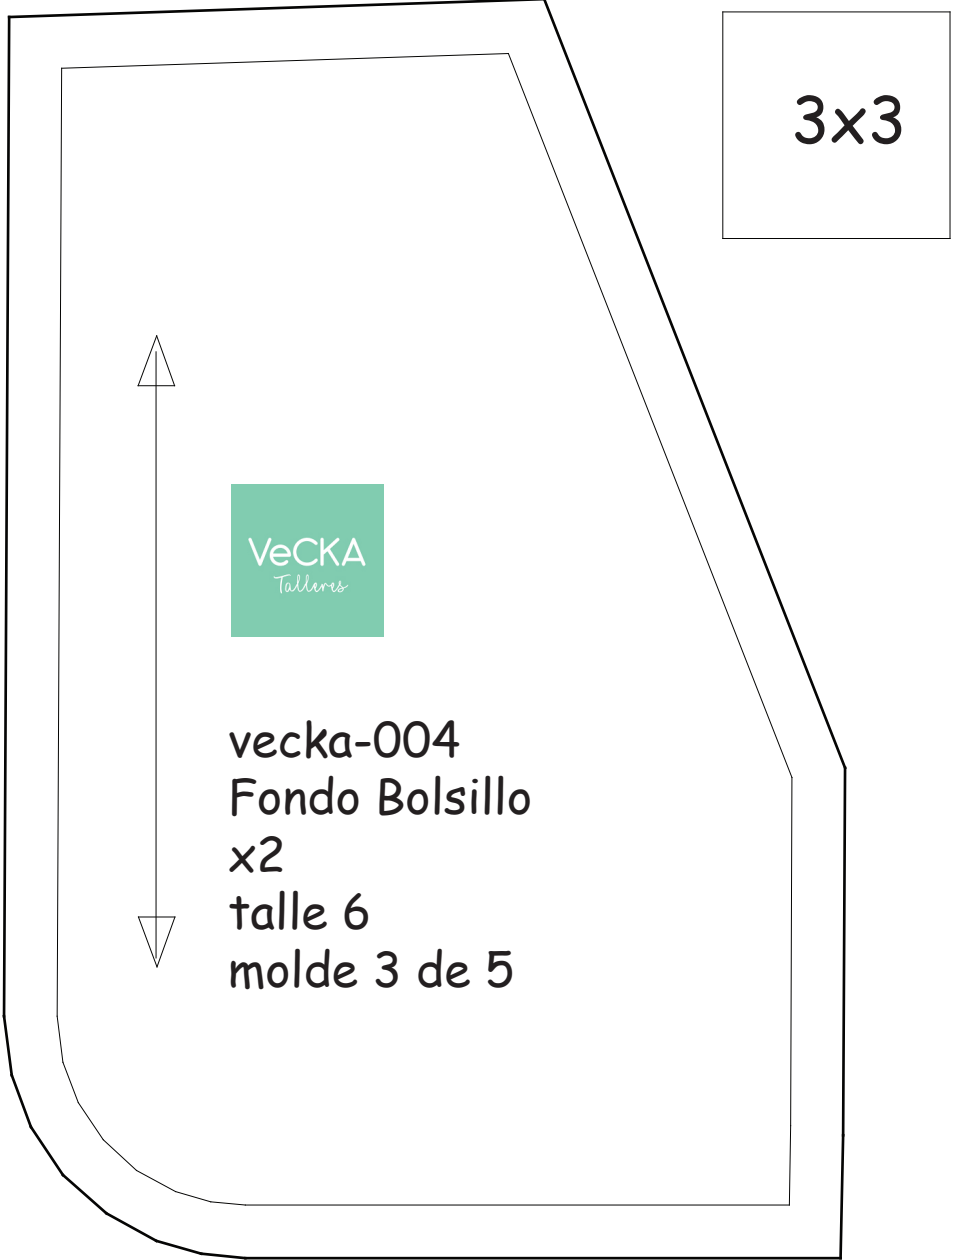 3x3
VeCKA
Talleres
vecka-004
Fondo Bolsillo
x2
talle 6
molde 3 de 5